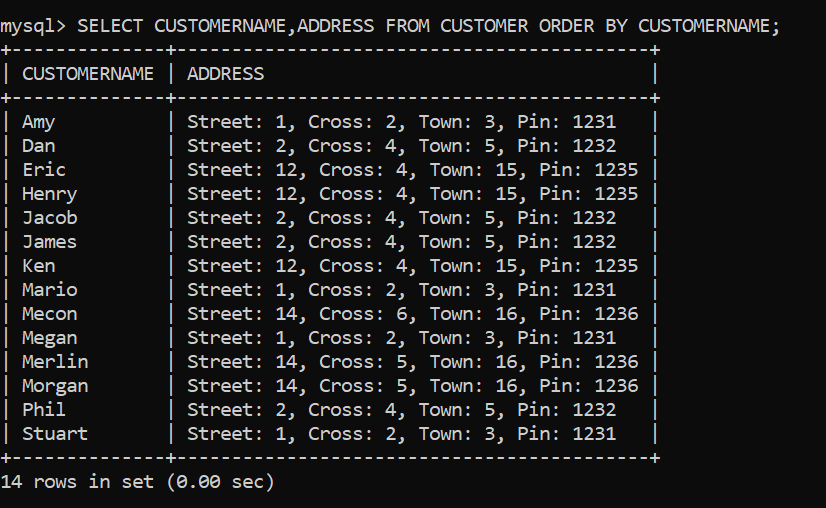 mysql> SELECT CUSTOMERNAME,ADDRESS FROM CUSTOMER ORDER BY CUSTOMERNAME;
+--------------+-------------------------------------------+
| CUSTOMERNAME | ADDRESS                                   |
+--------------+-------------------------------------------+
| Amy          | Street: 1, Cross: 2, Town: 3, Pin: 1231   |
| Dan          | Street: 2, Cross: 4, Town: 5, Pin: 1232   |
| Eric         | Street: 12, Cross: 4, Town: 15, Pin: 1235 |
| Henry        | Street: 12, Cross: 4, Town: 15, Pin: 1235 |
| Jacob        | Street: 2, Cross: 4, Town: 5, Pin: 1232   |
| James        | Street: 2, Cross: 4, Town: 5, Pin: 1232   |
| Ken          | Street: 12, Cross: 4, Town: 15, Pin: 1235 |
| Mario        | Street: 1, Cross: 2, Town: 3, Pin: 1231   |
| Mecon        | Street: 14, Cross: 6, Town: 16, Pin: 1236 |
| Megan        | Street: 1, Cross: 2, Town: 3, Pin: 1231   |
| Merlin       | Street: 14, Cross: 5, Town: 16, Pin: 1236 |
| Morgan       | Street: 14, Cross: 5, Town: 16, Pin: 1236 |
| Phil         | Street: 2, Cross: 4, Town: 5, Pin: 1232   |
| Stuart       | Street: 1, Cross: 2, Town: 3, Pin: 1231   |
+--------------+-------------------------------------------+
14 rows in set (0.00 sec)